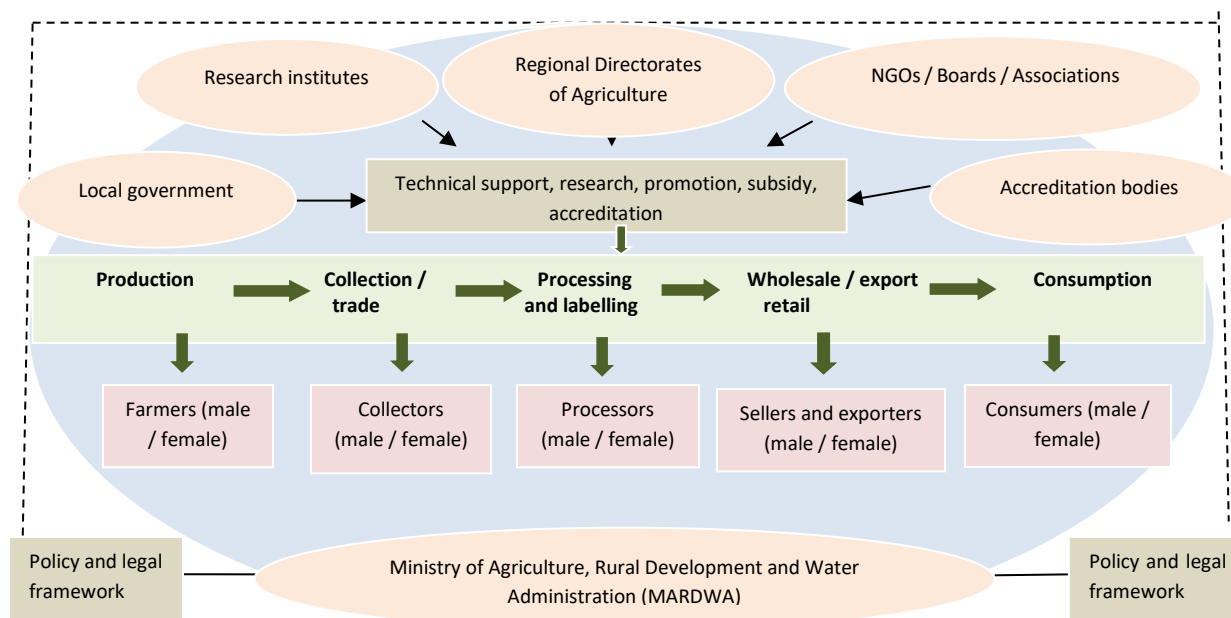 Research institutes
Regional Directorates
of Agriculture
NGOs / Boards / Associations
Local government
Technical support, research, promotion, subsidy,
accreditation
Accreditation bodies
Production
Collection /
trade
Processing
and labelling
Wholesale / export
retail
Consumption
Farmers (male
/ female)
Collectors
(male / female)
Processors
(male / female)
Sellers and exporters
(male / female)
Consumers (male /
female)
Policy and legal
framework
Ministry of Agriculture, Rural Development and Water
Administration (MARDWA)
Policy and legal
framework